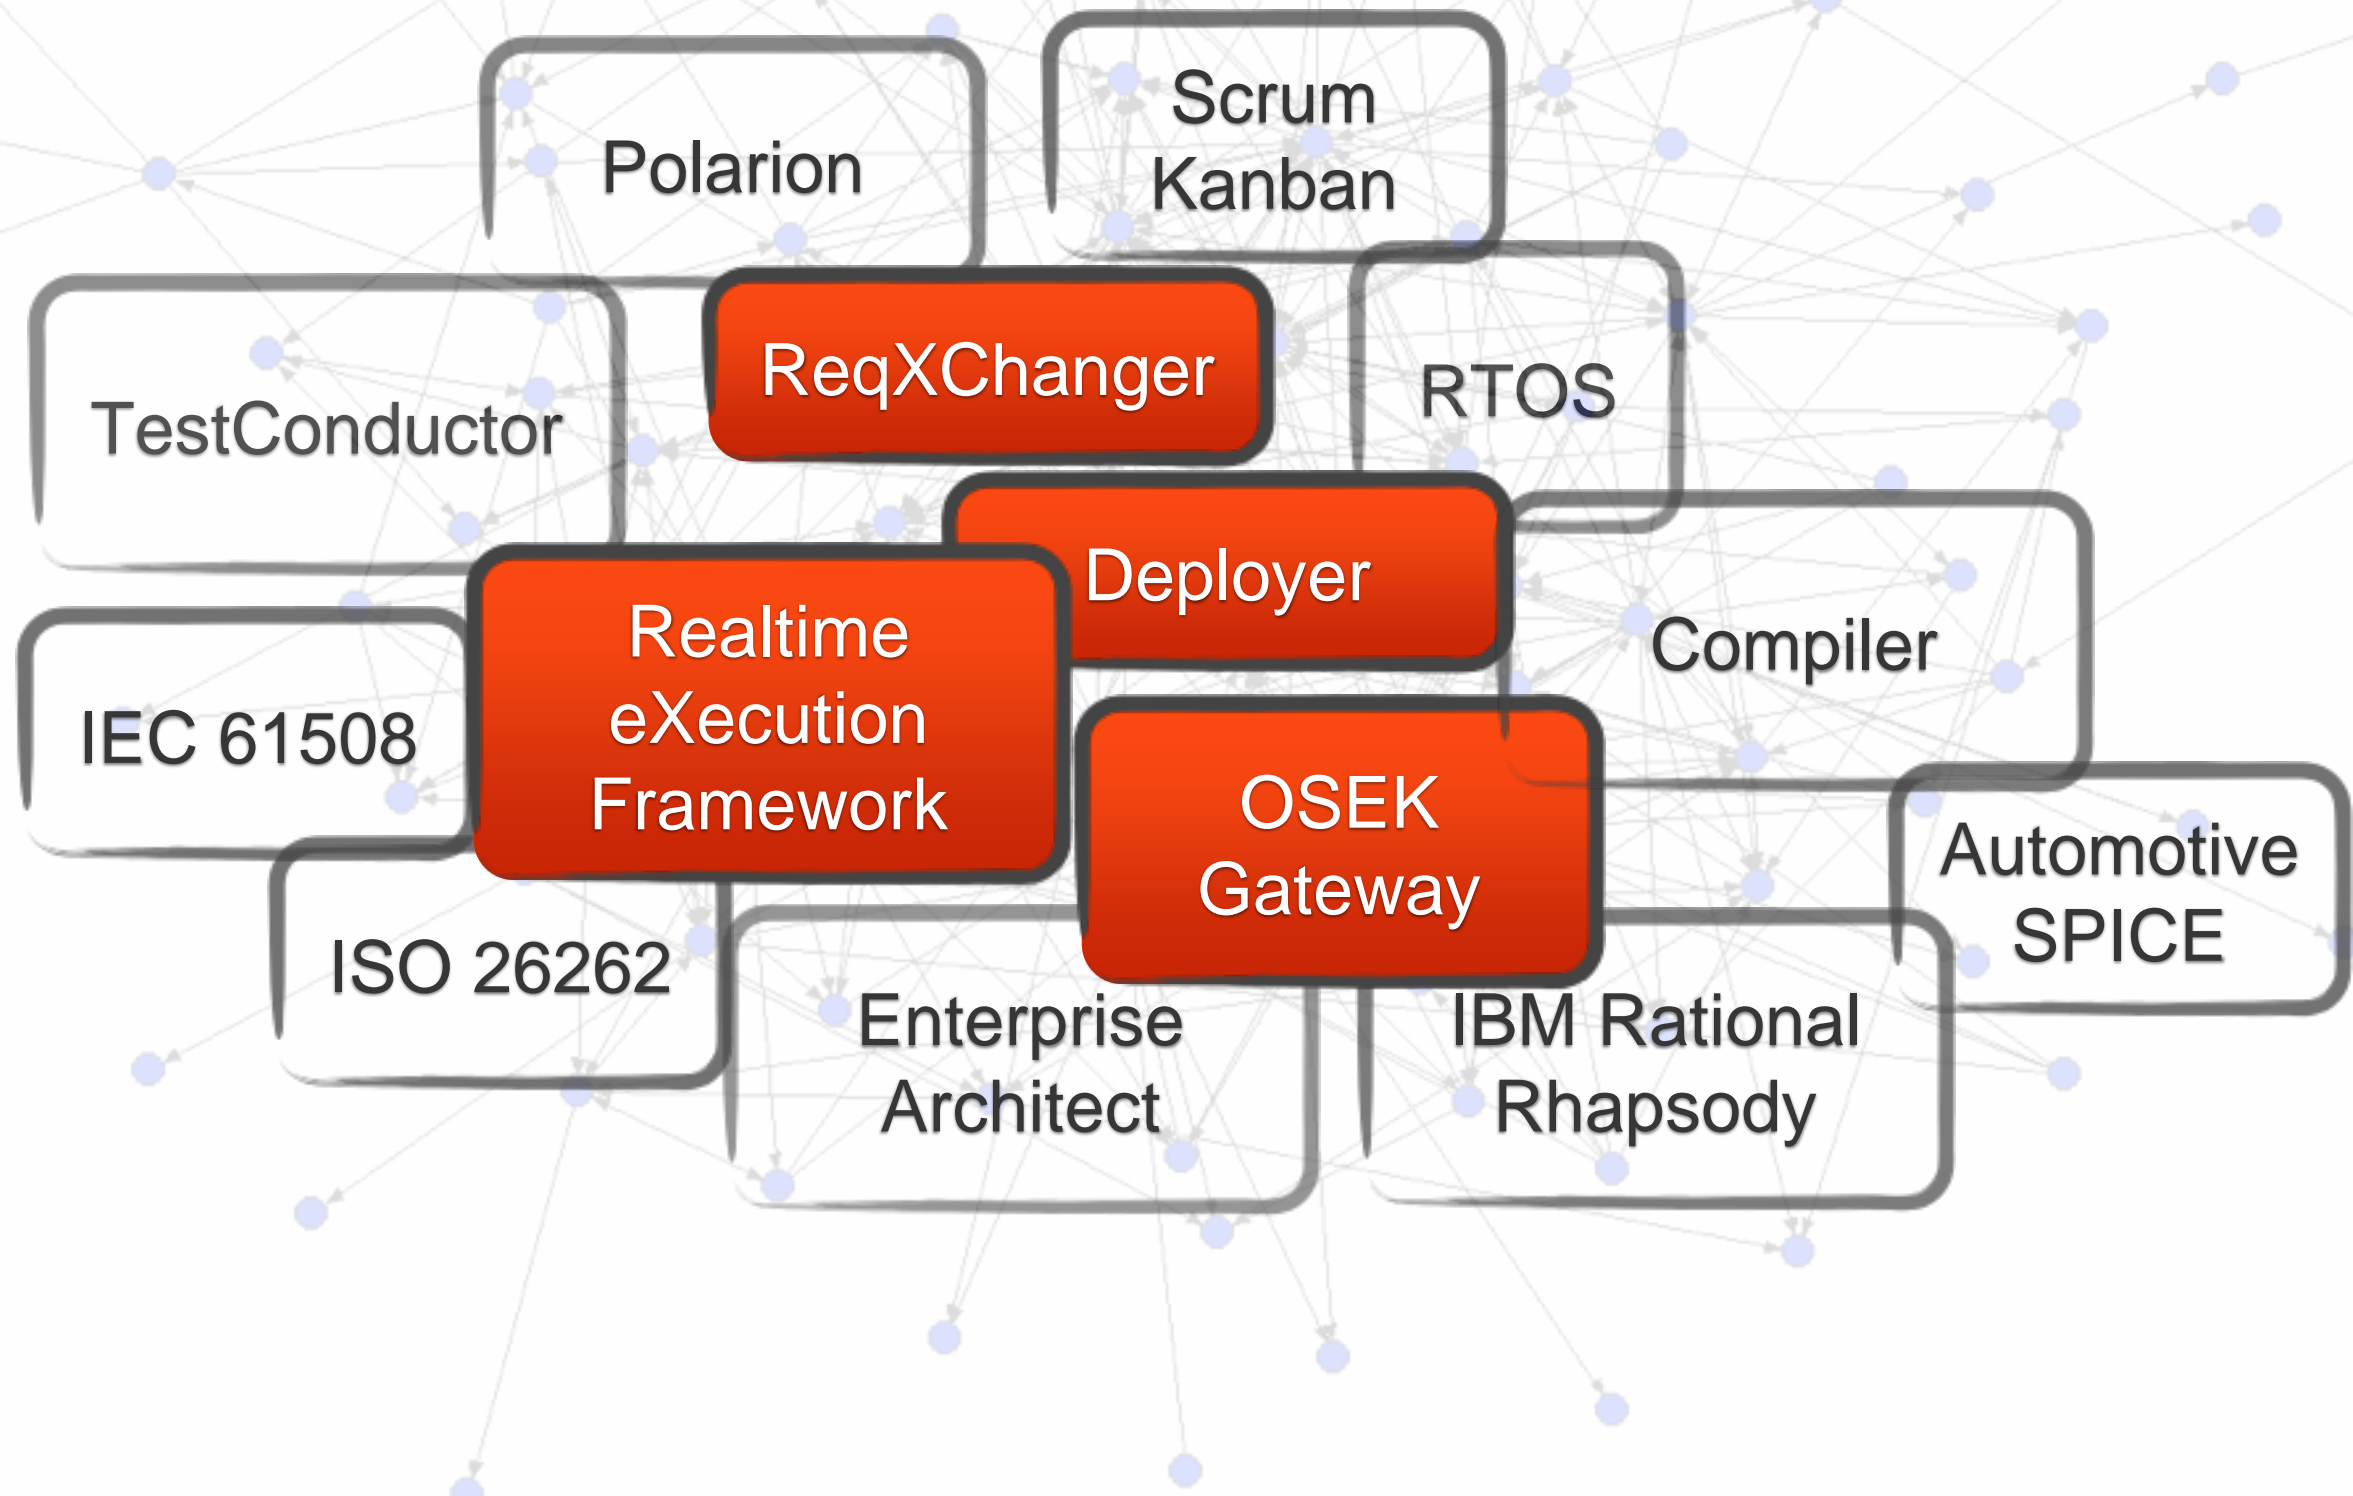 Scrum
Kanban
Polarion
ReqXChanger
RTOS
TestConductor
Deployer
Realtime
eXecution
Framework
Compiler
IEC 61508
OSEK
Gateway
Automotive
SPICE
ISO 26262
Enterprise
Architect
IBM Rational
Rhapsody